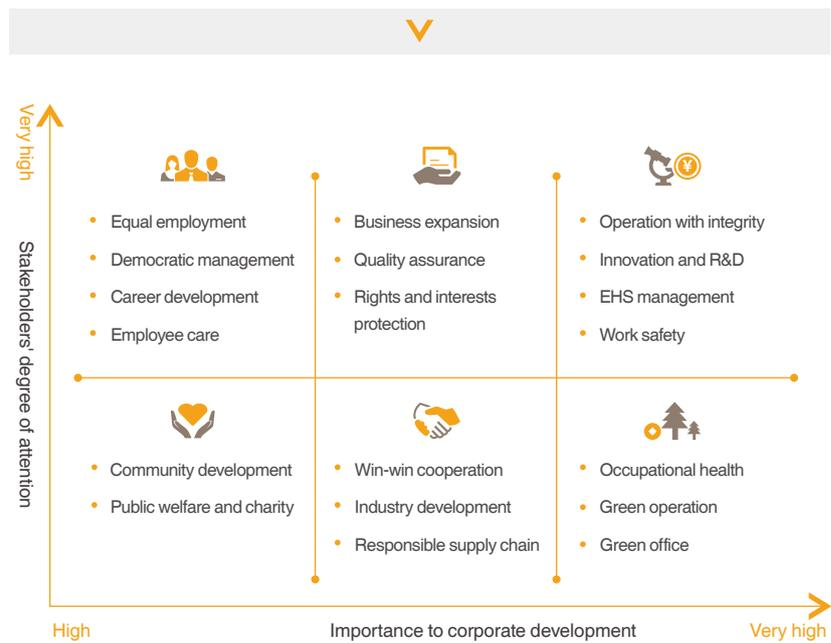 Very high
Stakeholders' degree of attention
¥
Equal employment
Democratic management
Career development
Employee care
Business expansion
Quality assurance
Rights and interests
protection
Operation with integrity
Innovation and R&D
EHS management
Work safety
Community development
Public welfare and charity
Win-win cooperation
Industry development
Responsible supply chain
Occupational health
Green operation
Green office
High
Importance to corporate development
Very high